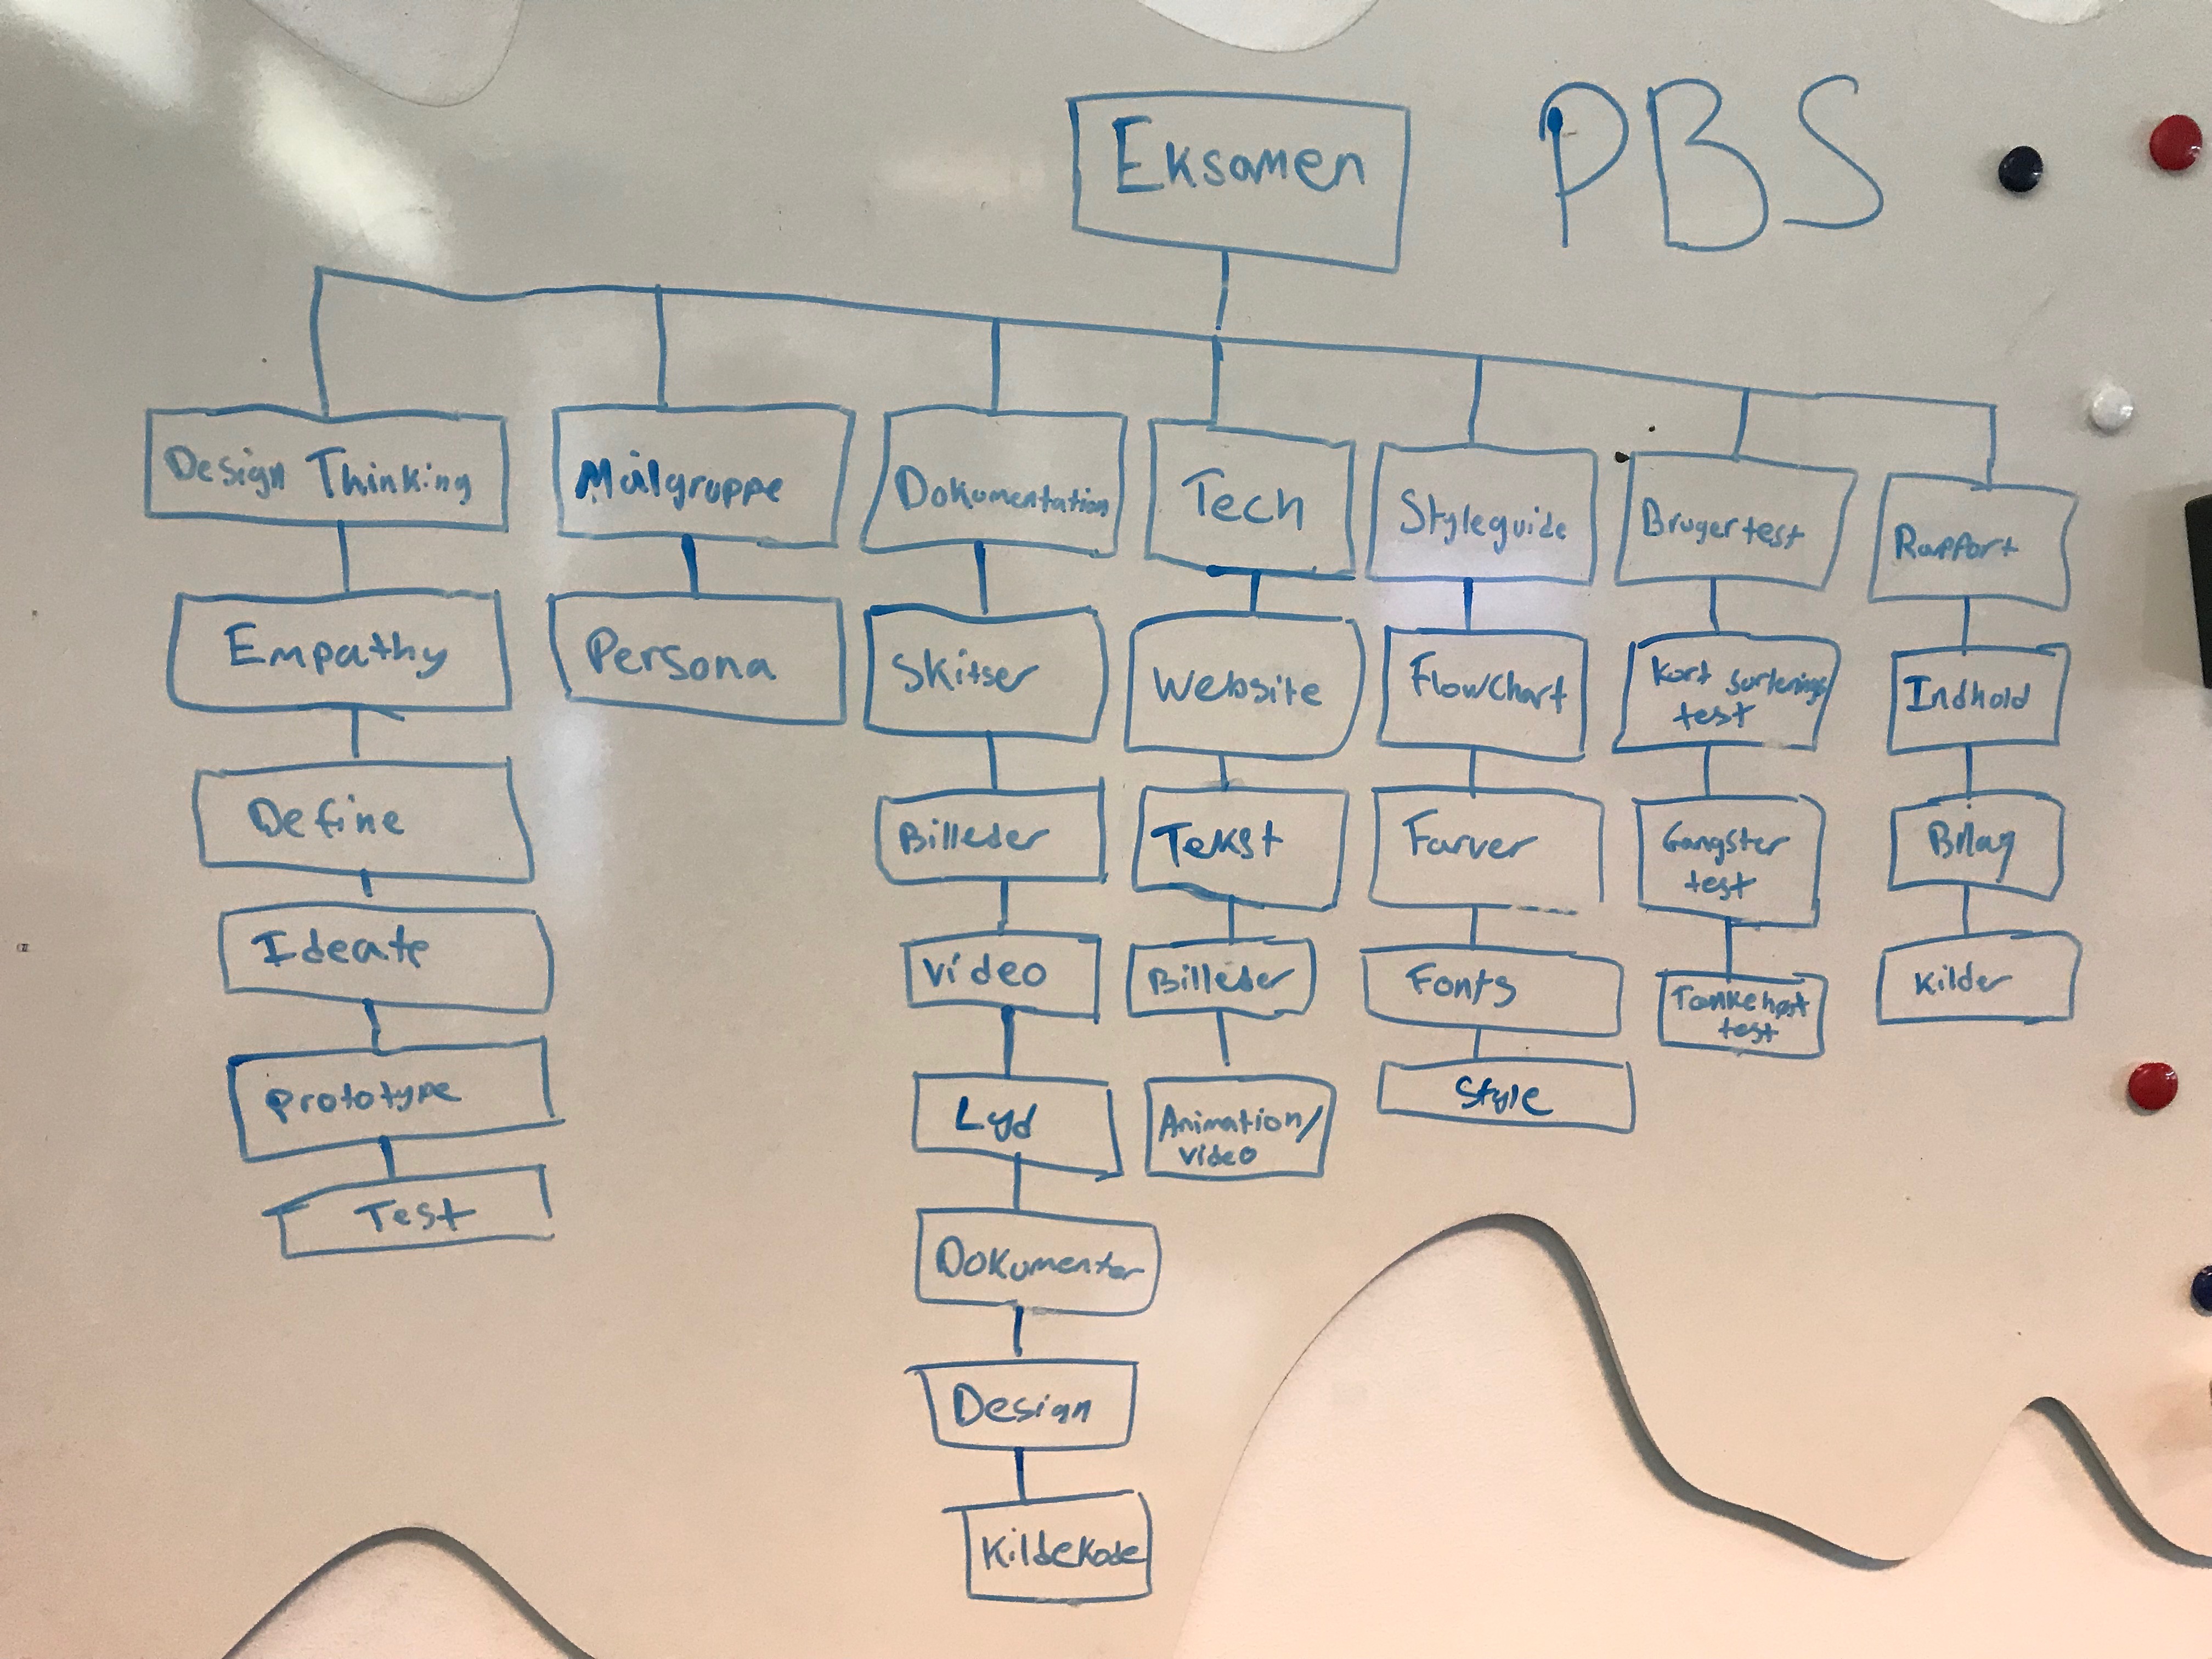 Eksamen
PBS
Design Thinking
Empathy
Define
Ideate
Prototype
Test
Målgruppe
Persona
Dokumentation
Skitser
Billeder
Video
Lyd
Dokumenter
Design
Kildekode
Tech
Website
Tekst
Billeder
Animation/
video
Styleguide
Flowchart
Farver
Fonts
Style
Brugertest
Kort sorterings
test
Gangster
test
Tænkehøjt
test
Rapport
Indhold
Bilag
Kilder